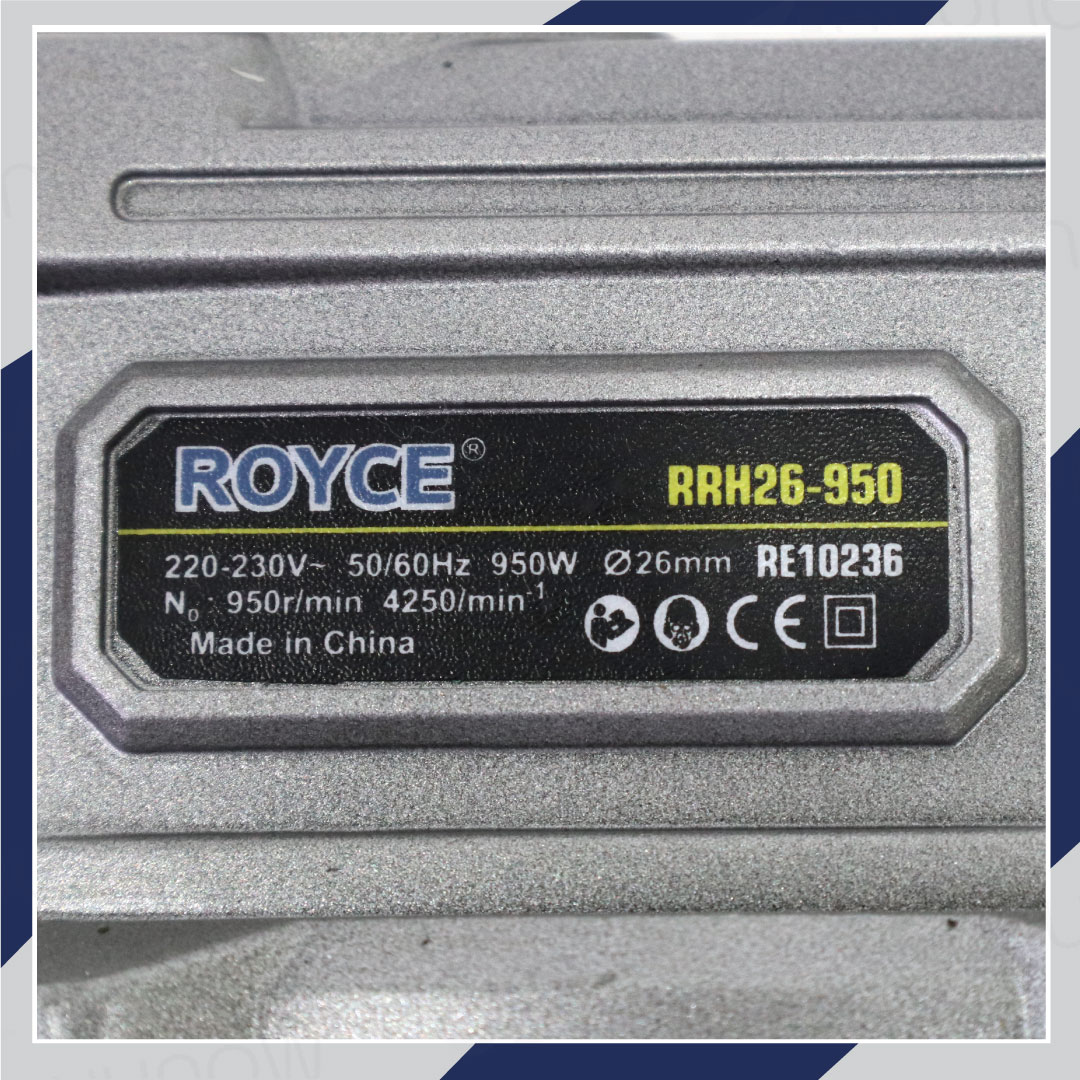 ROYCE® RRH26-950
220-230V~ 50/60Hz 950W Ø26mm RE10236
N₀: 950r/min 4250/min⁻¹
Made in China CE